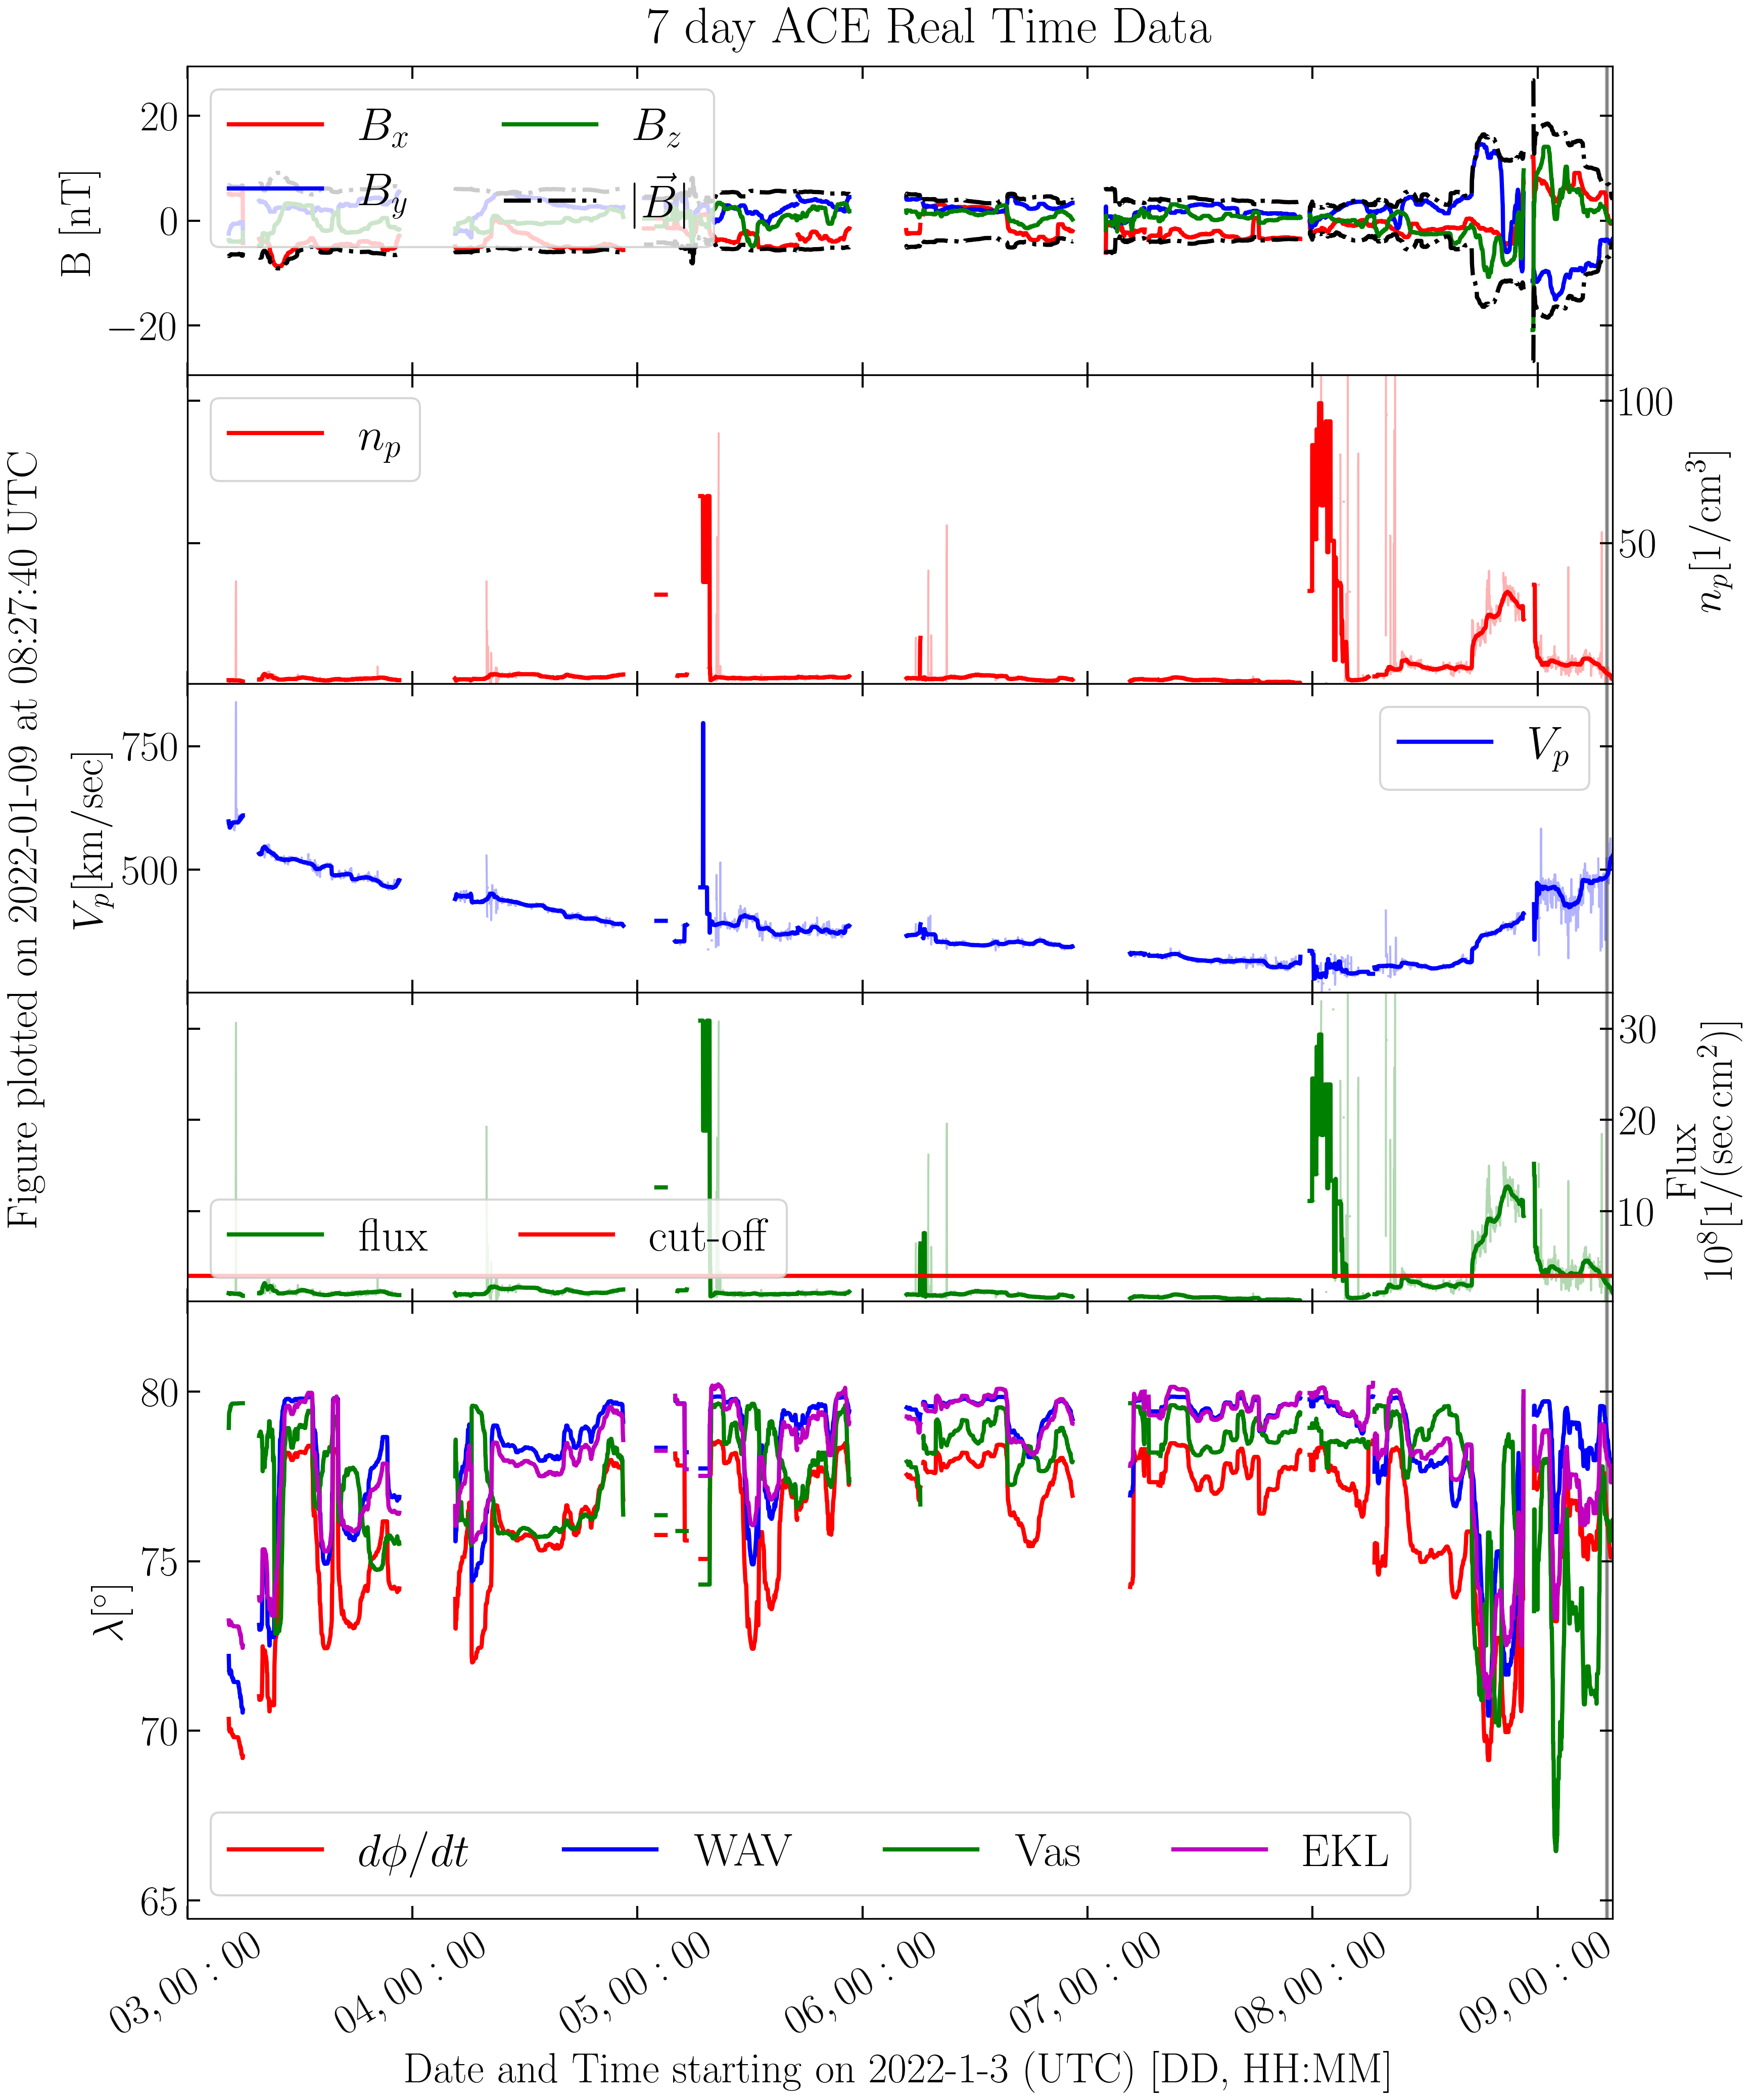 7 day ACE Real Time Data
Figure plotted on 2022-01-09 at 08:27:40 UTC
B [nT]
20
0
−20
B_x
B_y
B_z
|\vec{B}|
n_p
100
50
n_p[1/cm^3]
V_p[km/sec]
750
500
V_p
flux
cut-off
30
20
10
Flux
10^8[1/(sec cm^2)]
λ[°]
80
75
70
65
dϕ/dt
WAV
Vas
EKL
03, 00 : 00
04, 00 : 00
05, 00 : 00
06, 00 : 00
07, 00 : 00
08, 00 : 00
09, 00 : 00
Date and Time starting on 2022-1-3 (UTC) [DD, HH:MM]